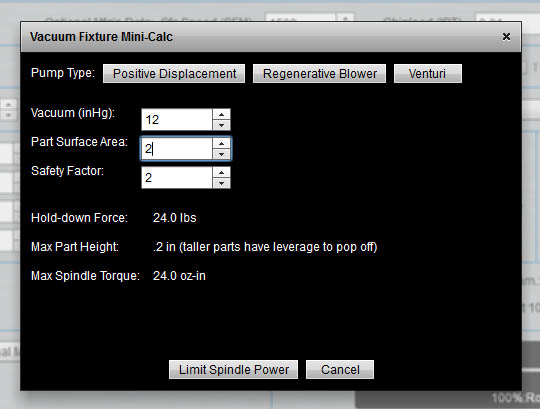 Vacuum Fixture Mini-Calc
Pump Type: Positive Displacement Regenerative Blower Venturi
Vacuum (inHg): 12
Part Surface Area: 2
Safety Factor: 2
Hold-down Force: 24.0 lbs
Max Part Height: .2 in (taller parts have leverage to pop off)
Max Spindle Torque: 24.0 oz-in
Limit Spindle Power Cancel